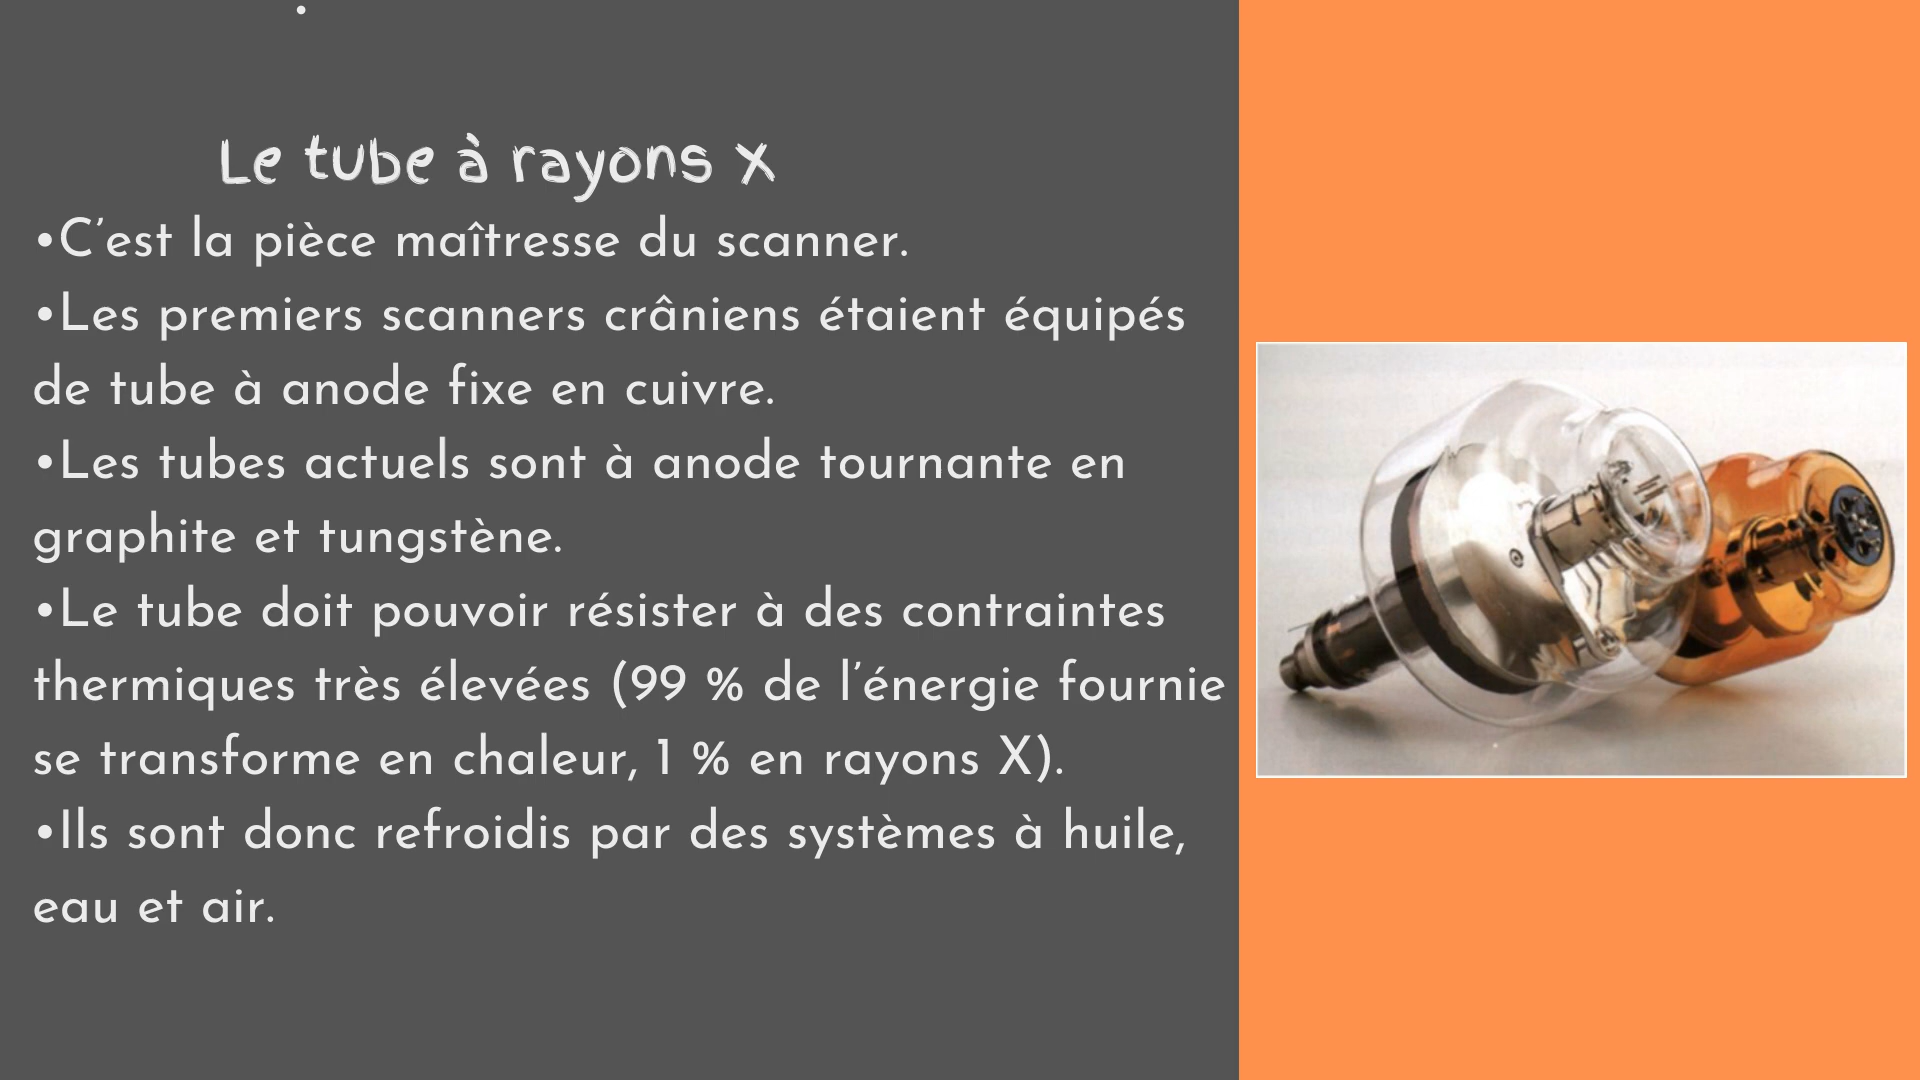 Le tube à rayons x
•C’est la pièce maîtresse du scanner.
•Les premiers scanners crâniens étaient équipés
de tube à anode fixe en cuivre.
•Les tubes actuels sont à anode tournante en
graphite et tungstène.
•Le tube doit pouvoir résister à des contraintes
thermiques très élevées (99 % de l’énergie fournie
se transforme en chaleur, 1 % en rayons X).
•Ils sont donc refroidis par des systèmes à huile,
eau et air.